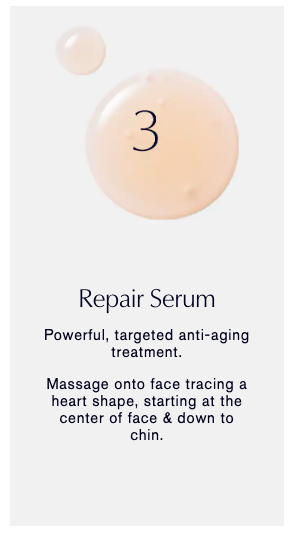 3
Repair Serum
Powerful, targeted anti-aging
treatment.
Massage onto face tracing a
heart shape, starting at the
center of face & down to
chin.